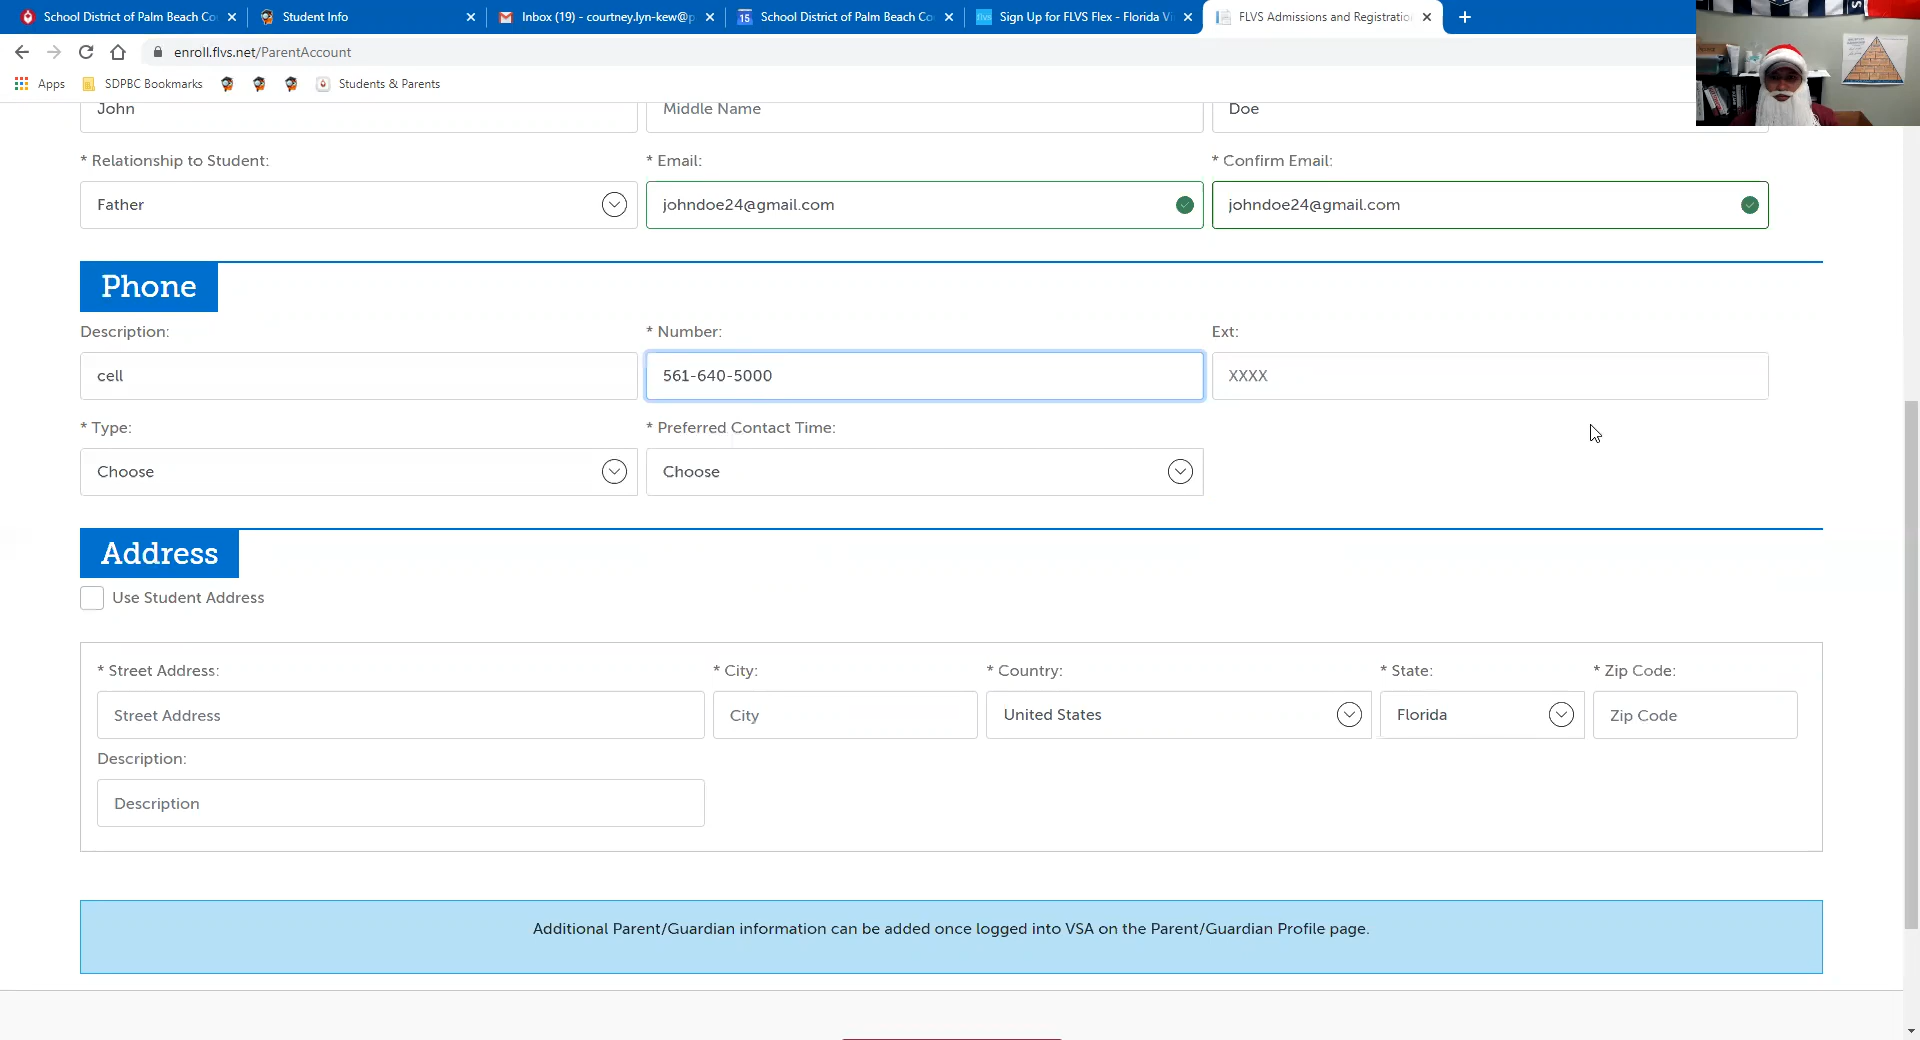 School District of Palm Beach Co
Student Info
Inbox (19) - courtney.lyn-kew@p
15 School District of Palm Beach Co
flvs Sign Up for FLVS Flex - Florida Vi
FLVS Admissions and Registratio
enroll.flvs.net/ParentAccount
Apps SDPBC Bookmarks Students & Parents
John Middle Name Doe
* Relationship to Student: * Email: * Confirm Email:
Father johndoe24@gmail.com johndoe24@gmail.com
Phone
Description: * Number: Ext:
cell 561-640-5000 XXXX
* Type: * Preferred Contact Time:
Choose Choose
Address
Use Student Address
* Street Address: * City: * Country: * State: * Zip Code:
Street Address City United States Florida Zip Code
Description:
Description
Additional Parent/Guardian information can be added once logged into VSA on the Parent/Guardian Profile page.